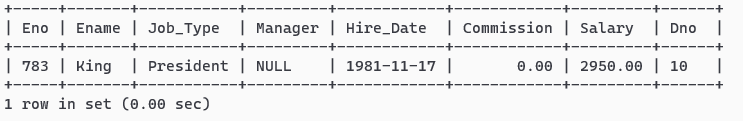 +-----+-------+-----------+---------+------------+------------+---------+------+
| Eno | Ename | Job_Type  | Manager | Hire_Date  | Commission | Salary  | Dno  |
+-----+-------+-----------+---------+------------+------------+---------+------+
| 783 | King  | President | NULL    | 1981-11-17 |       0.00 | 2950.00 | 10   |
+-----+-------+-----------+---------+------------+------------+---------+------+
1 row in set (0.00 sec)